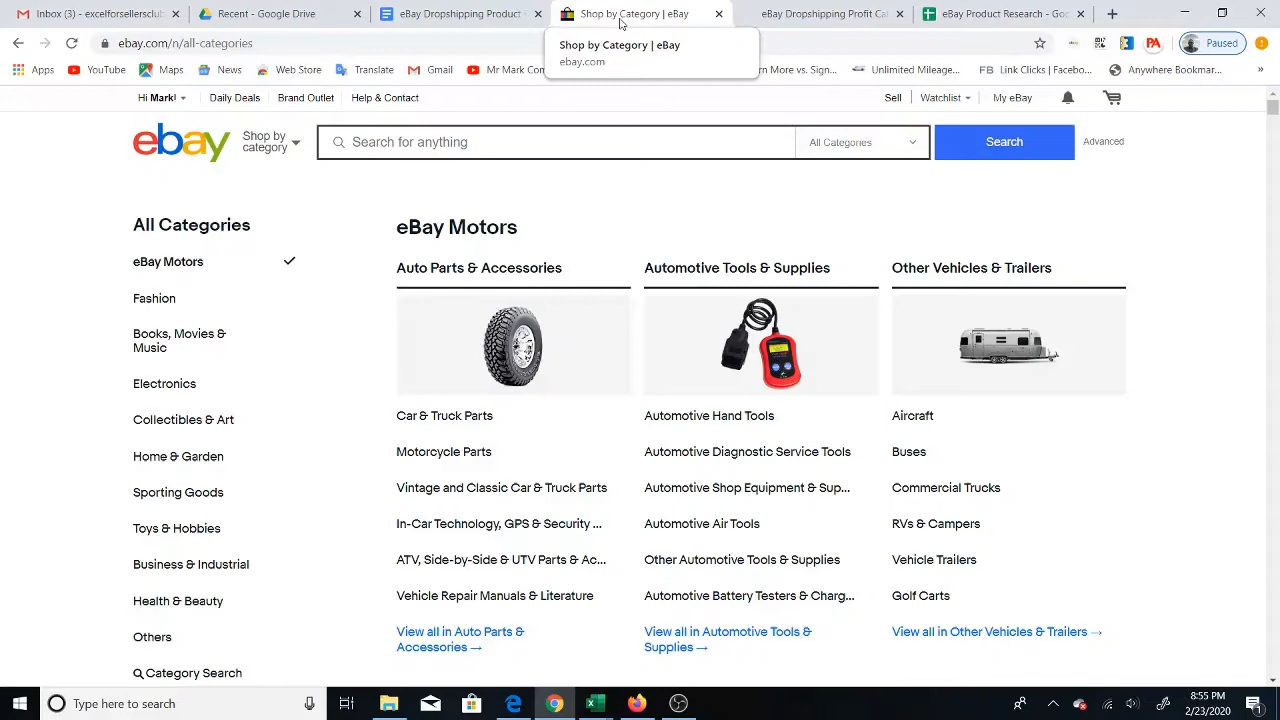 Inbox (3) - excelforsellersclub
Recent - Google Drive
eBay Dropshipping Product
Shop by Category | eBay
eBay Dropshipping Profit Cal
eBay Product Research - Goo
ebay.com/n/all-categories
Shop by Category | eBay
ebay.com
PA
Paused
Apps
YouTube
Maps
News
Web Store
Translate
Gmail
Mr Mark Con
rn More vs. Sign...
Unlimited Mileage...
FB Link Clicks | Facebo...
Anywhere Bookmar...
»
Hi Mark!
Daily Deals
Brand Outlet
Help & Contact
Sell
Watchlist
My eBay
ebay
Shop by
category
Search for anything
All Categories
Search
Advanced
All Categories
eBay Motors
Fashion
Books, Movies &
Music
Electronics
Collectibles & Art
Home & Garden
Sporting Goods
Toys & Hobbies
Business & Industrial
Health & Beauty
Others
Category Search
eBay Motors
Auto Parts & Accessories
Car & Truck Parts
Motorcycle Parts
Vintage and Classic Car & Truck Parts
In-Car Technology, GPS & Security ...
ATV, Side-by-Side & UTV Parts & Ac...
Vehicle Repair Manuals & Literature
View all in Auto Parts &
Accessories →
Automotive Tools & Supplies
Automotive Hand Tools
Automotive Diagnostic Service Tools
Automotive Shop Equipment & Sup...
Automotive Air Tools
Other Automotive Tools & Supplies
Automotive Battery Testers & Charg...
View all in Automotive Tools &
Supplies →
Other Vehicles & Trailers
Aircraft
Buses
Commercial Trucks
RVs & Campers
Vehicle Trailers
Golf Carts
View all in Other Vehicles & Trailers →
Type here to search
8:55 PM
2/23/2020